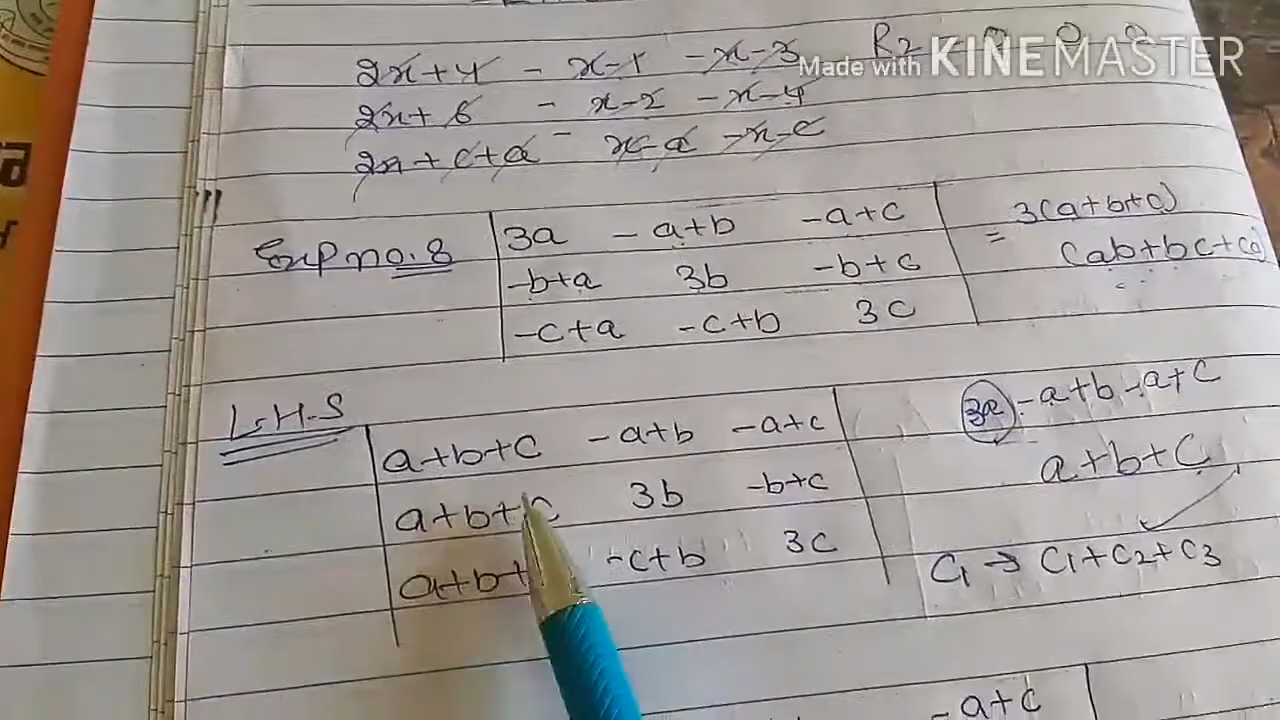 2x+4 - x-1 -x-3
Made with KINEMASTER
2x+6 - x-2 -x-4
2x+c+a - x-a -x-c
Exp no. 8
3a -a+b -a+c
-b+a 3b -b+c
-c+a -c+b 3c
= 3(a+b+c)
(ab+bc+ca)
L.H.S
a+b+c -a+b -a+c
a+b+c 3b -b+c
a+b+ -c+b 3c
3a -a+b -a+c
a+b+c
C1 → C1+C2+C3
-a+c